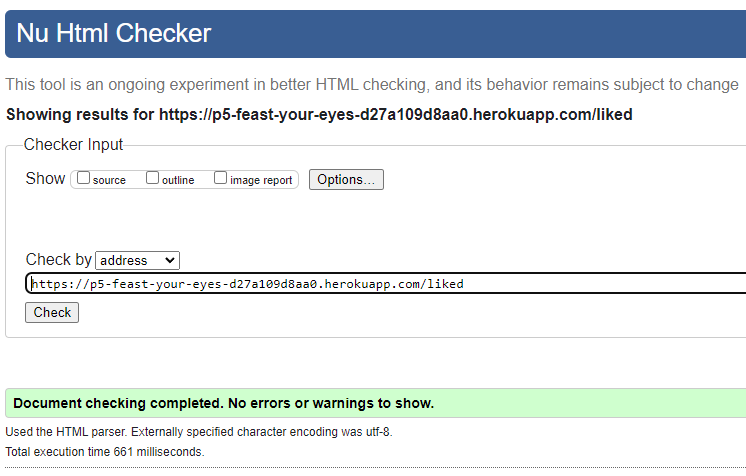 Nu Html Checker
This tool is an ongoing experiment in better HTML checking, and its behavior remains subject to change
Showing results for https://p5-feast-your-eyes-d27a109d8aa0.herokuapp.com/liked
Checker Input
Show source outline image report Options...
Check by address
https://p5-feast-your-eyes-d27a109d8aa0.herokuapp.com/liked
Check
Document checking completed. No errors or warnings to show.
Used the HTML parser. Externally specified character encoding was utf-8.
Total execution time 661 milliseconds.